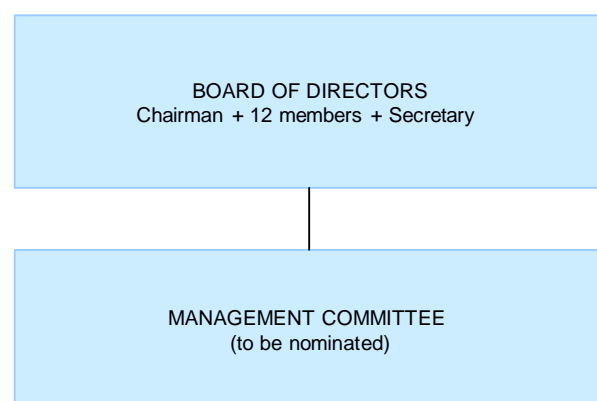 BOARD OF DIRECTORS
Chairman + 12 members + Secretary
MANAGEMENT COMMITTEE
(to be nominated)